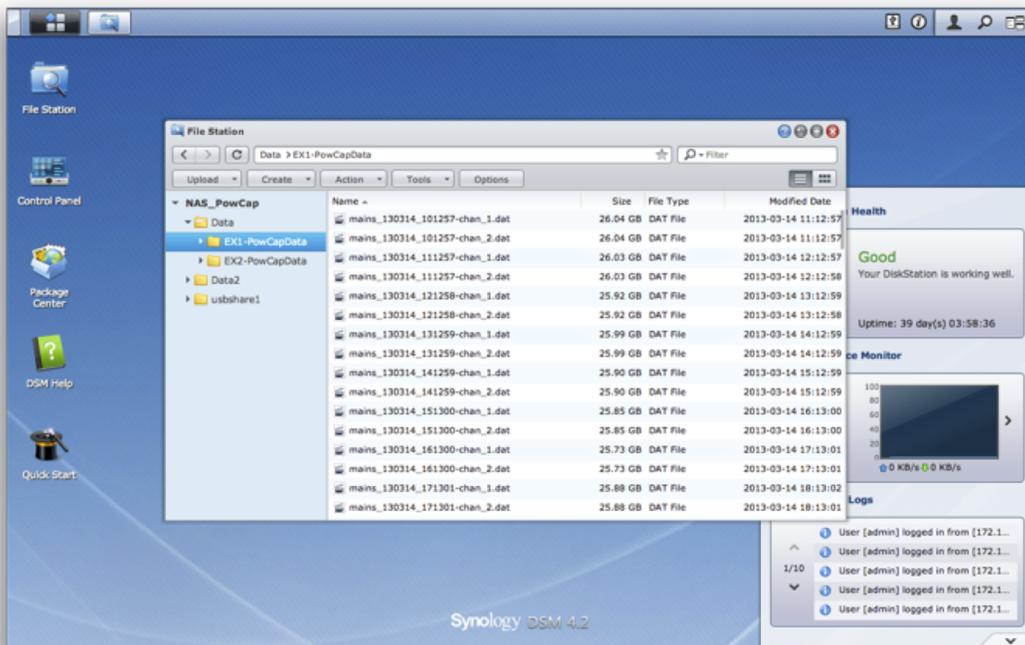 File Station
Control Panel
Package
Center
DSM Help
Quick Start
File Station
Data > EX1-PowCapData
Filter
Upload Create Action Tools Options
NAS_PowCap
Data
EX1-PowCapData
EX2-PowCapData
Data2
usbshare1
Name Size File Type Modified Date
mains_130314_101257-chan_1.dat 26.04 GB DAT File 2013-03-14 11:12:57
mains_130314_101257-chan_2.dat 26.04 GB DAT File 2013-03-14 11:12:57
mains_130314_111257-chan_1.dat 26.03 GB DAT File 2013-03-14 12:12:57
mains_130314_111257-chan_2.dat 26.03 GB DAT File 2013-03-14 12:12:58
mains_130314_121258-chan_1.dat 25.92 GB DAT File 2013-03-14 13:12:59
mains_130314_121258-chan_2.dat 25.92 GB DAT File 2013-03-14 13:12:58
mains_130314_131259-chan_1.dat 25.99 GB DAT File 2013-03-14 14:12:59
mains_130314_131259-chan_2.dat 25.99 GB DAT File 2013-03-14 14:12:59
mains_130314_141259-chan_1.dat 25.90 GB DAT File 2013-03-14 15:12:59
mains_130314_141259-chan_2.dat 25.90 GB DAT File 2013-03-14 15:12:59
mains_130314_151300-chan_1.dat 25.85 GB DAT File 2013-03-14 16:13:00
mains_130314_151300-chan_2.dat 25.85 GB DAT File 2013-03-14 16:13:00
mains_130314_161300-chan_1.dat 25.73 GB DAT File 2013-03-14 17:13:01
mains_130314_161300-chan_2.dat 25.73 GB DAT File 2013-03-14 17:13:01
mains_130314_171301-chan_1.dat 25.88 GB DAT File 2013-03-14 18:13:02
mains_130314_171301-chan_2.dat 25.88 GB DAT File 2013-03-14 18:13:01
Health
Good
Your DiskStation is working well.
Uptime: 39 day(s) 03:58:36
ce Monitor
100
80
60
40
20
0
0 KB/s 0 KB/s
Logs
1/10
User [admin] logged in from [172.1...
User [admin] logged in from [172.1...
User [admin] logged in from [172.1...
User [admin] logged in from [172.1...
User [admin] logged in from [172.1...
Synology DSM 4.2